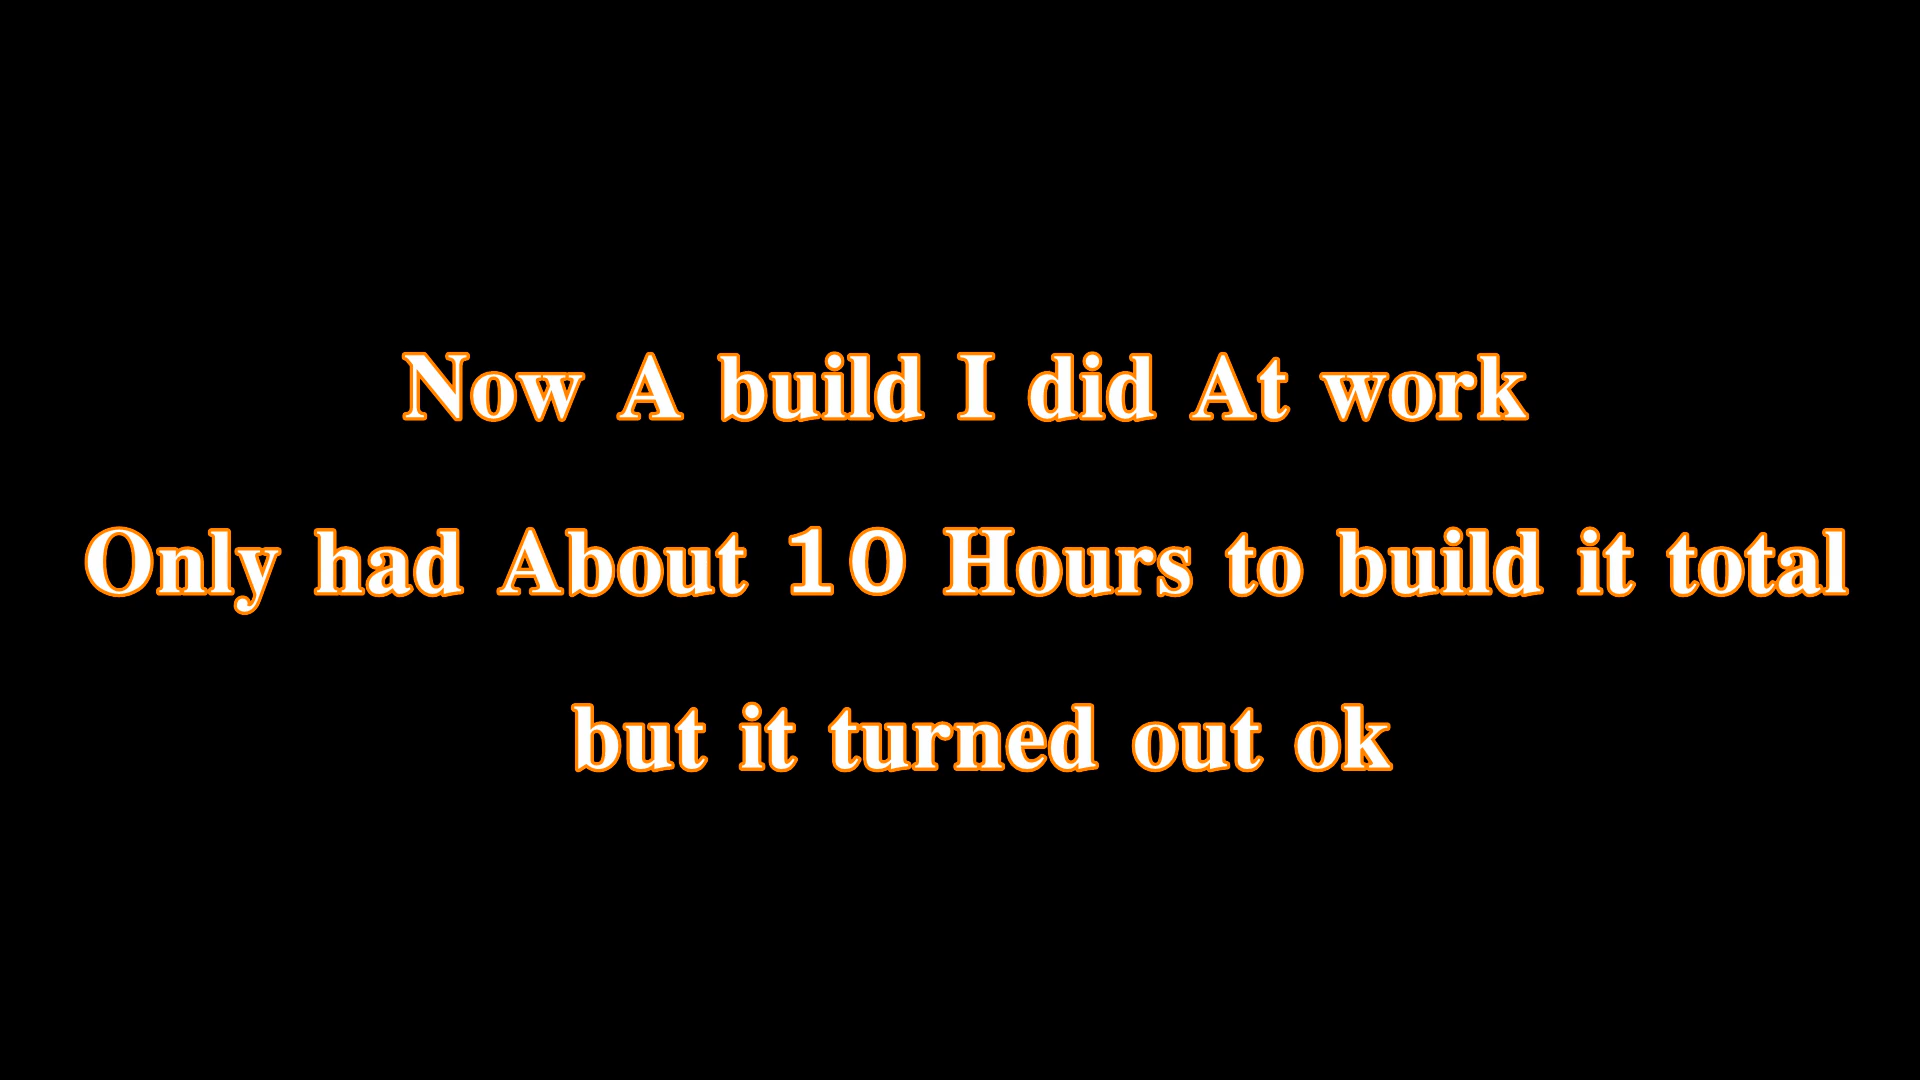 Now A build I did At work
Only had About 10 Hours to build it total
but it turned out ok